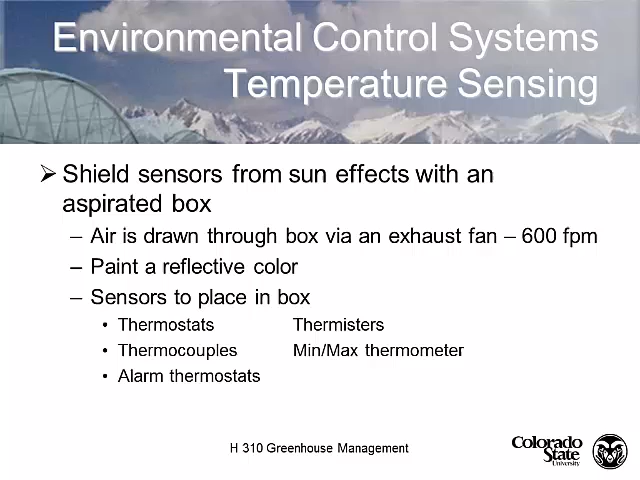 Environmental Control Systems
Temperature Sensing
➢ Shield sensors from sun effects with an
aspirated box
– Air is drawn through box via an exhaust fan – 600 fpm
– Paint a reflective color
– Sensors to place in box
• Thermostats Thermisters
• Thermocouples Min/Max thermometer
• Alarm thermostats
H 310 Greenhouse Management
Colorado
State
University